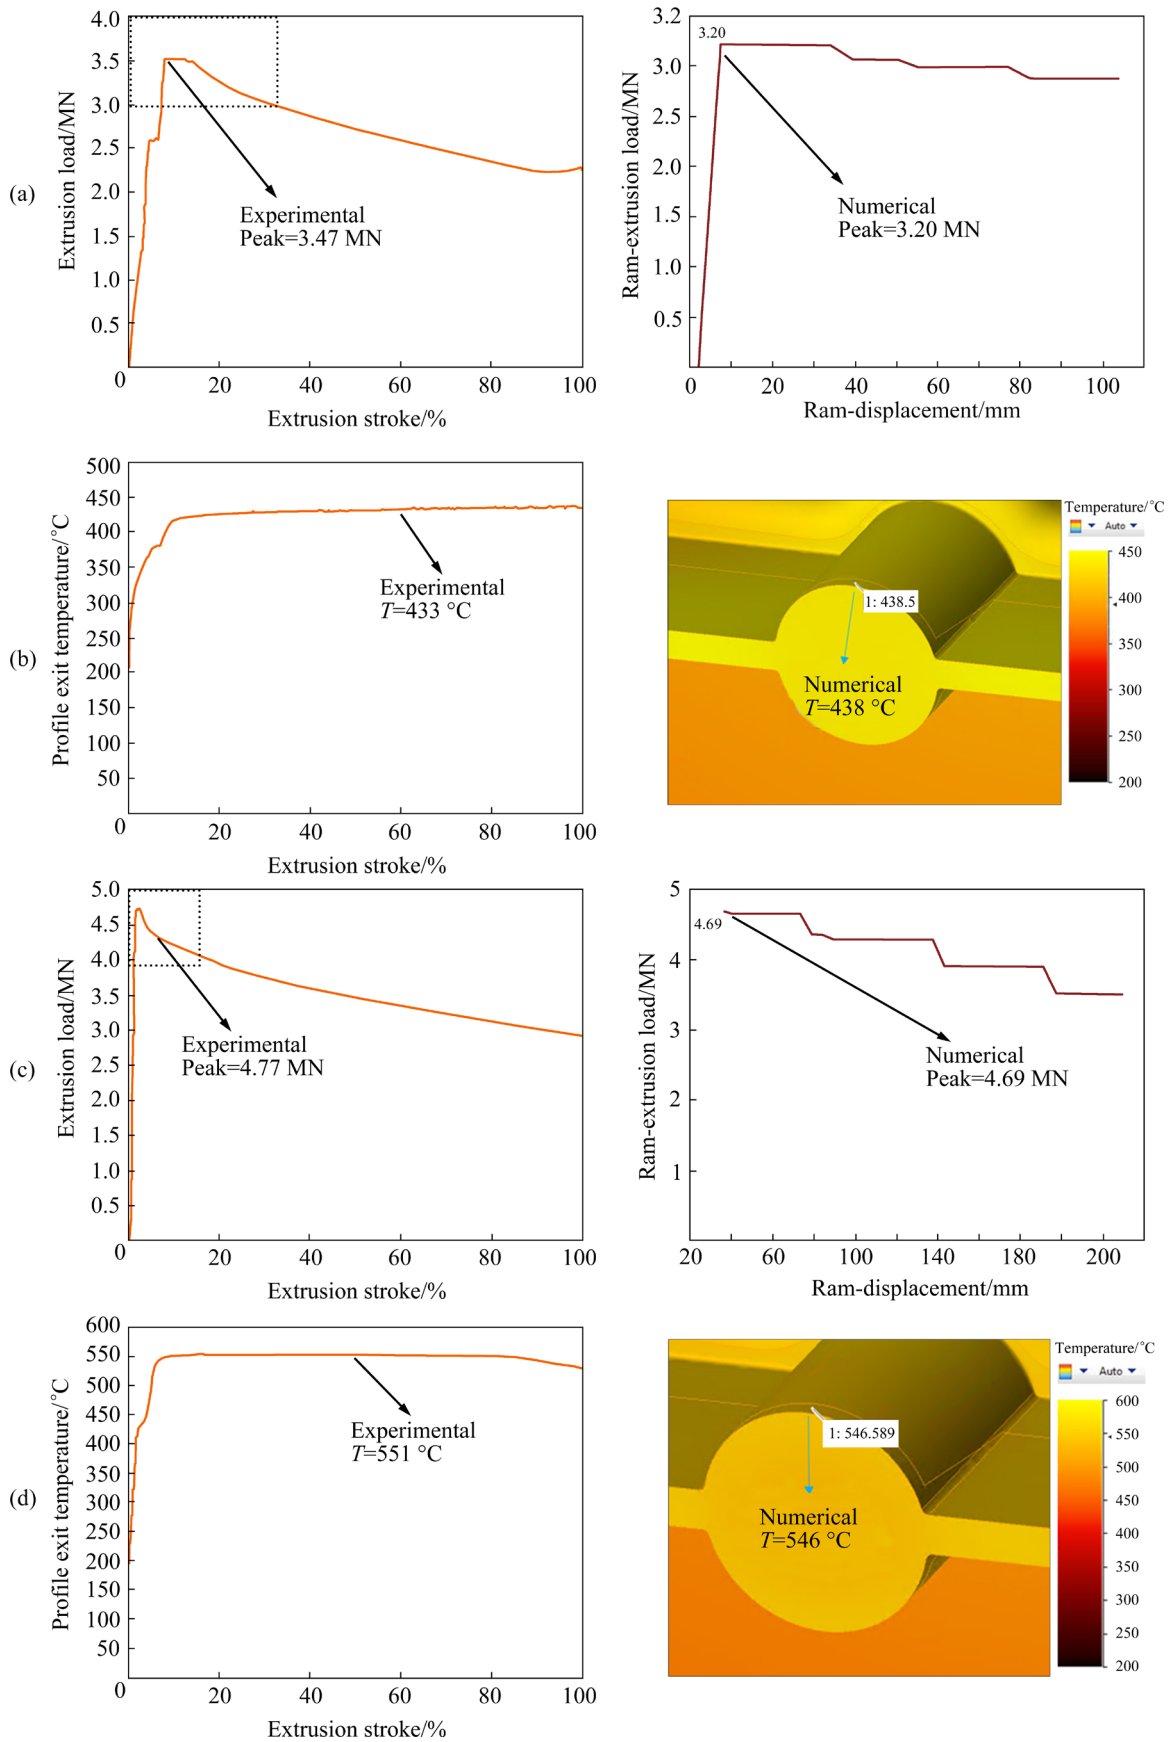 (a)
Extrusion load/MN
4.0
3.5
3.0
2.5
2.0
1.5
1.0
0.5
0
20
40
60
80
100
Extrusion stroke/%
Experimental
Peak=3.47 MN
Ram-extrusion load/MN
3.2
3.0
2.5
2.0
1.5
1.0
0.5
0
20
40
60
80
100
Ram-displacement/mm
3.20
Numerical
Peak=3.20 MN
(b)
Profile exit temperature/°C
500
450
400
350
300
250
200
150
100
50
0
20
40
60
80
100
Extrusion stroke/%
Experimental
T=433 °C
1: 438.5
Numerical
T=438 °C
Temperature/°C
Auto
450
400
350
300
250
200
(c)
Extrusion load/MN
5.0
4.5
4.0
3.5
3.0
2.5
2.0
1.5
1.0
0.5
0
20
40
60
80
100
Extrusion stroke/%
Experimental
Peak=4.77 MN
Ram-extrusion load/MN
5
4
3
2
1
20
60
100
140
180
200
Ram-displacement/mm
4.69
Numerical
Peak=4.69 MN
(d)
Profile exit temperature/°C
600
550
500
450
400
350
300
250
200
150
100
50
0
20
40
60
80
100
Extrusion stroke/%
Experimental
T=551 °C
1: 546.589
Numerical
T=546 °C
Temperature/°C
Auto
600
550
500
450
400
350
300
250
200